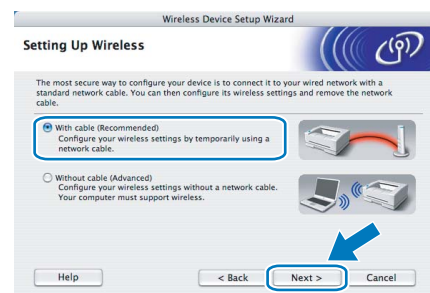 Wireless Device Setup Wizard
Setting Up Wireless
The most secure way to configure your device is to connect it to your wired network with a
standard network cable. You can then configure its wireless settings and remove the network
cable.
With cable (Recommended)
Configure your wireless settings by temporarily using a
network cable.
Without cable (Advanced)
Configure your wireless settings without a network cable.
Your computer must support wireless.
Help
< Back
Next >
Cancel